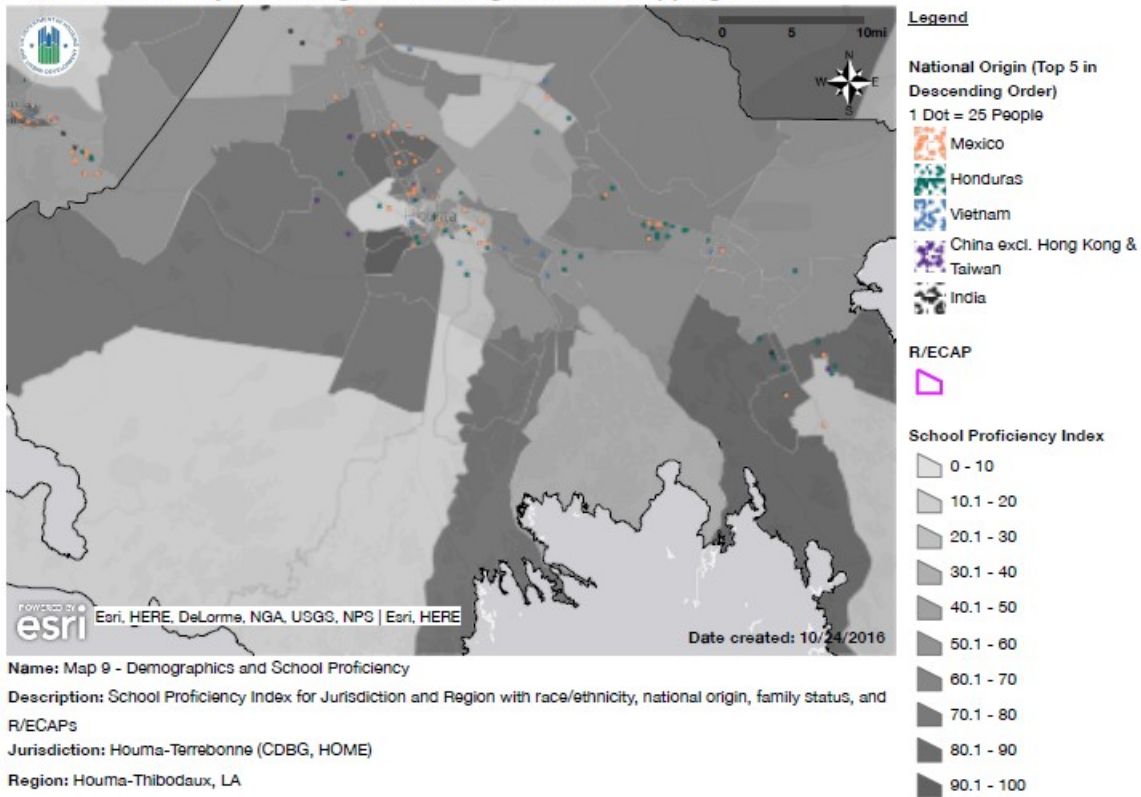 0 5 10mi
N
W E
S
Houma
POWERED BY
esri
Esri, HERE, DeLorme, NGA, USGS, NPS | Esri, HERE
Date created: 10/24/2016
Name: Map 9 - Demographics and School Proficiency
Description: School Proficiency Index for Jurisdiction and Region with race/ethnicity, national origin, family status, and
R/ECAPs
Jurisdiction: Houma-Terrebonne (CDBG, HOME)
Region: Houma-Thibodaux, LA
Legend
National Origin (Top 5 in
Descending Order)
1 Dot = 25 People
Mexico
Honduras
Vietnam
China excl. Hong Kong &
Taiwan
India
R/ECAP
School Proficiency Index
0 - 10
10.1 - 20
20.1 - 30
30.1 - 40
40.1 - 50
50.1 - 60
60.1 - 70
70.1 - 80
80.1 - 90
90.1 - 100